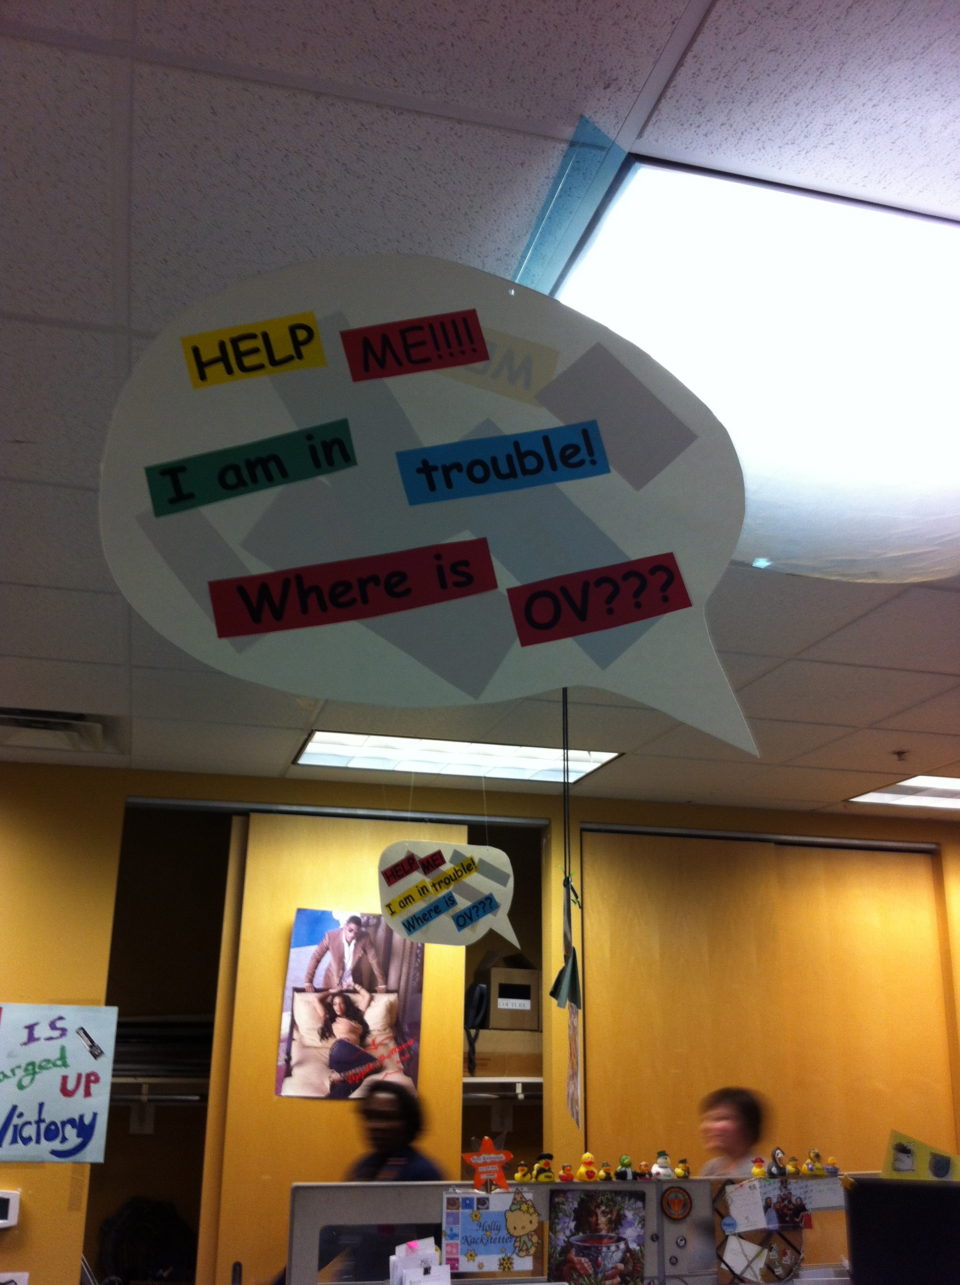 HELP ME!!!!
I am in trouble!
Where is OV???
HELP ME!
I am in trouble!
Where is OV???
IS
arged
UP
Victory
Holly